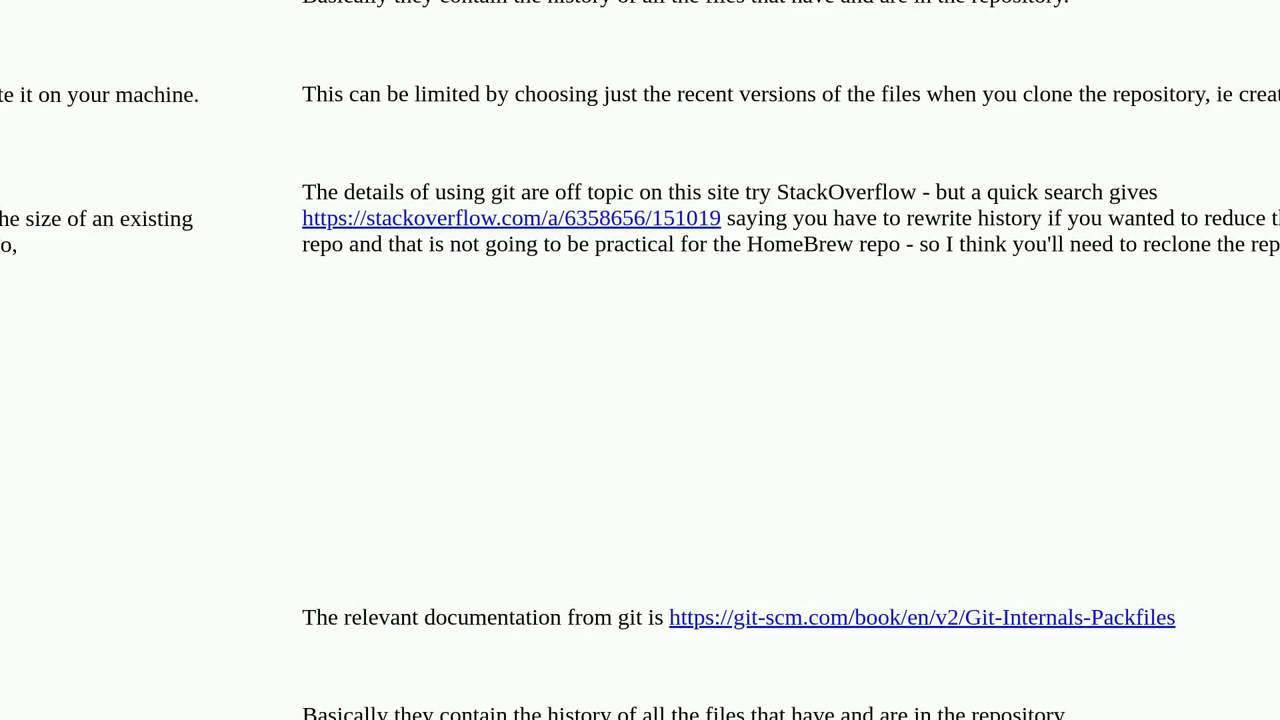 Basically they contain the history of all the files that have and are in the repository.
te it on your machine.
This can be limited by choosing just the recent versions of the files when you clone the repository, ie creat
The details of using git are off topic on this site try StackOverflow - but a quick search gives
he size of an existing
https://stackoverflow.com/a/6358656/151019 saying you have to rewrite history if you wanted to reduce t
o,
repo and that is not going to be practical for the HomeBrew repo - so I think you'll need to reclone the rep
The relevant documentation from git is https://git-scm.com/book/en/v2/Git-Internals-Packfiles
Basically they contain the history of all the files that have and are in the repository